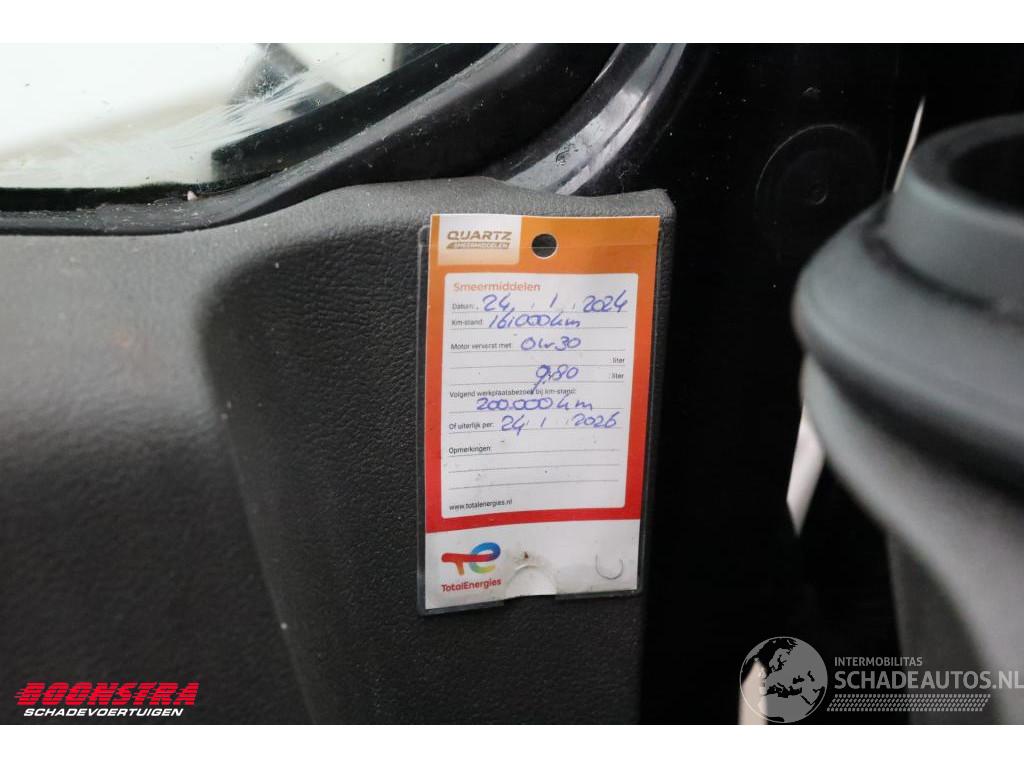 QUARTZ
SMEERMIDDELEN
Smeermiddelen
Datum: 24 . 1 . 2024
Km-stand: 161000km
Motor ververst met: 0w30
: liter
9,80 : liter
Volgend werkplaatsbezoek bij km-stand:
200.000km
Of uiterlijk per: 24 . 1 . 2026
Opmerkingen:
www.totalenergies.nl
TotalEnergies
BOONSTRA
SCHADEVOERTUIGEN
INTERMOBILITAS
SCHADEAUTOS.NL